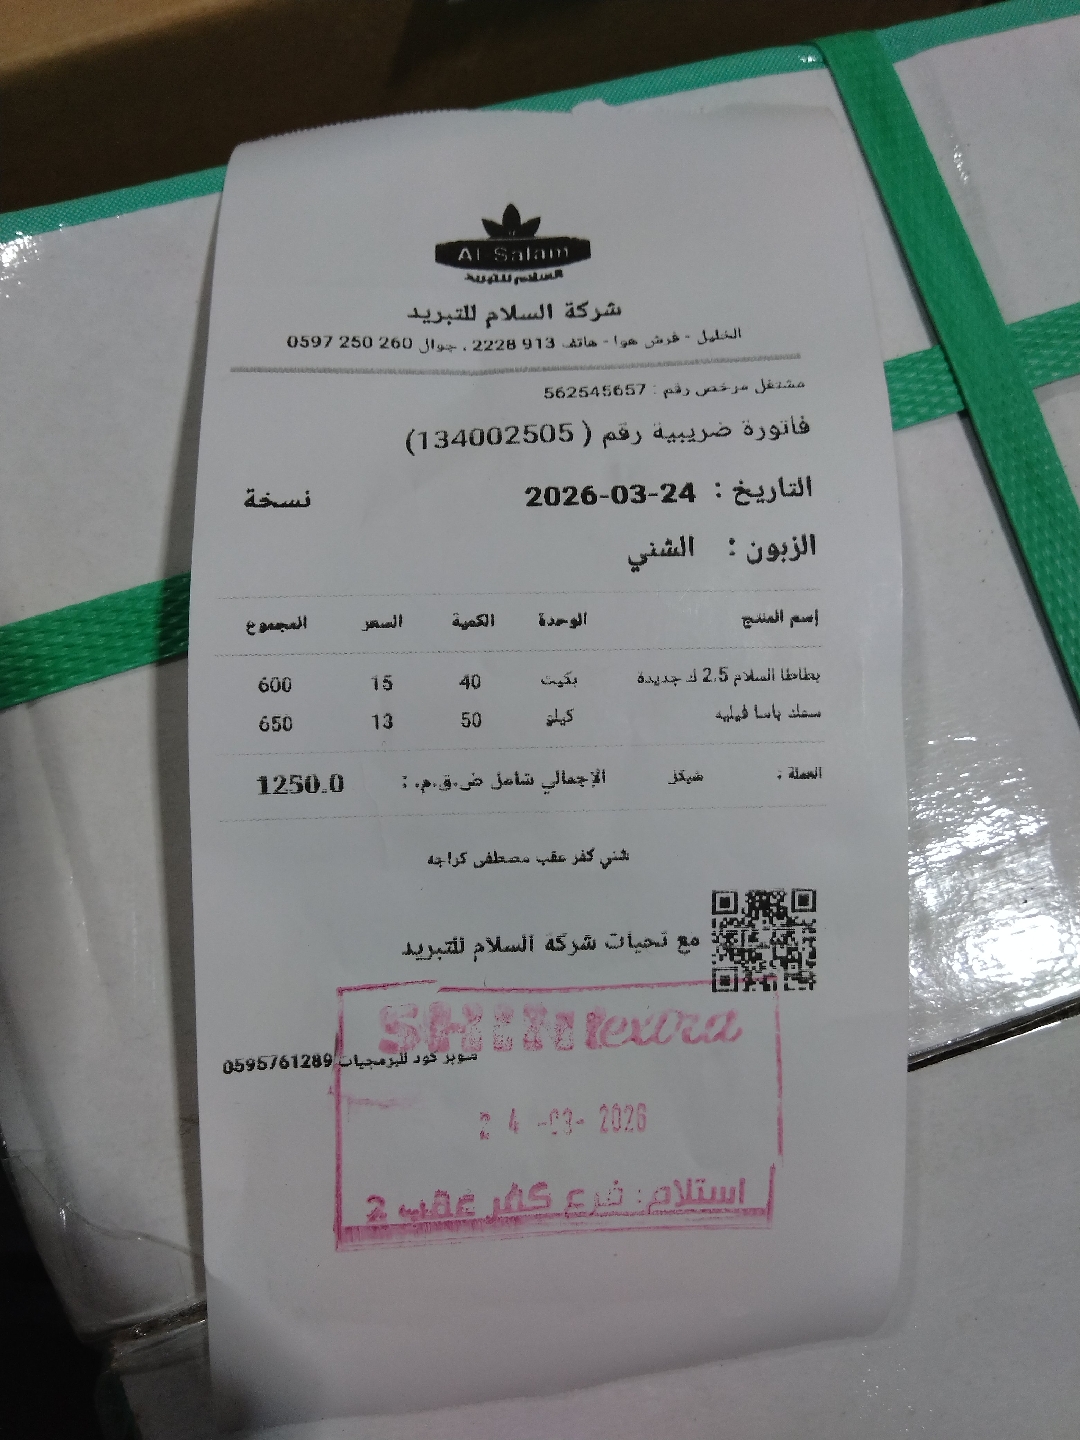 Al Salam
السلام للتبريد
شركة السلام للتبريد
الخليل - فرش هوا - هاتف 2228 913 ، جوال 0597 250 260
مشتغل مرخص رقم : 562545657
فاتورة ضريبية رقم ( 134002505)
التاريخ : 2026-03-24 نسخة
الزبون : الشني
إسم المنتج الوحدة الكمية السعر المجموع
بطاطا السلام 2.5 ك جديدة بكيت 40 15 600
سمك باسا فيليه كيلو 50 13 650
العملة : شيكل الإجمالي شامل ض.ق.م. : 1250.0
شني كفر عقب مصطفى كراجه
مع تحيات شركة السلام للتبريد
SHINI extra
سوبر كود للبرمجيات 0595761289
24 -03- 2026
استلام: فرع كفر عقب 2